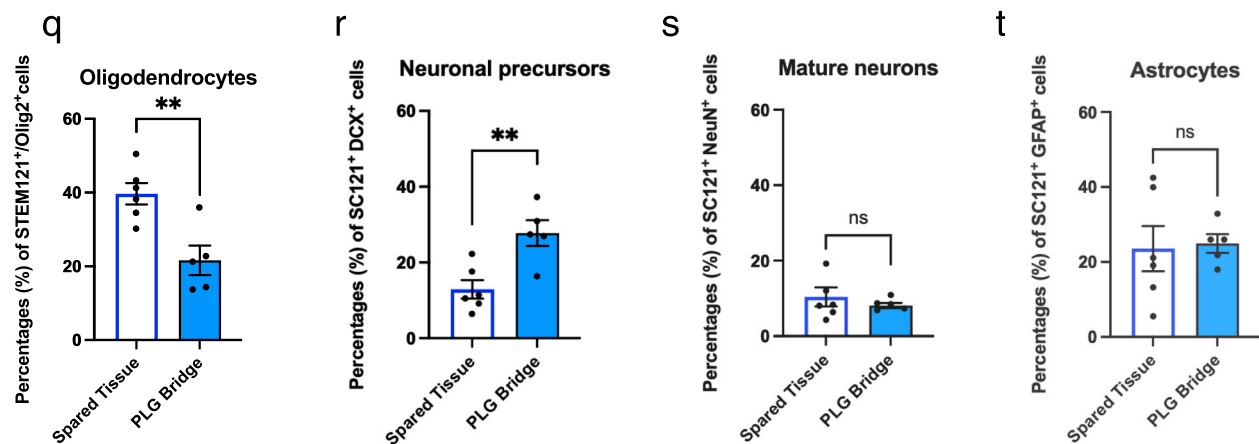 q
Oligodendrocytes
Percentages (%) of STEM121⁺/Olig2⁺cells
**
60
40
20
0
Spared Tissue
PLG Bridge
r
Neuronal precursors
Percentages (%) of SC121⁺ DCX⁺ cells
**
60
40
20
0
Spared Tissue
PLG Bridge
s
Mature neurons
Percentages (%) of SC121⁺ NeuN⁺ cells
ns
60
40
20
0
Spared Tissue
PLG Bridge
t
Astrocytes
Percentages (%) of SC121⁺ GFAP⁺ cells
ns
60
40
20
0
Spared Tissue
PLG Bridge